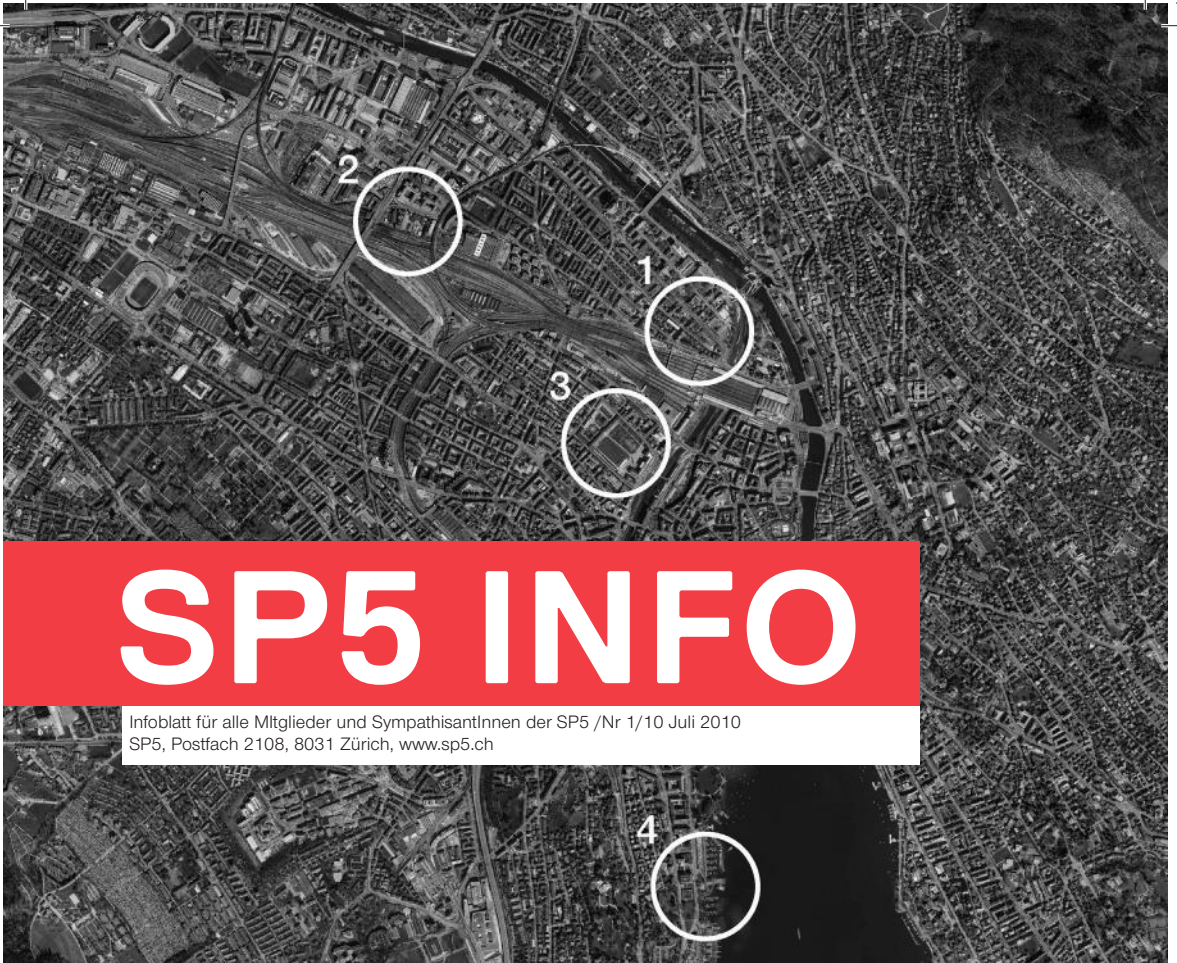 2
1
3
SP5 INFO
Infoblatt für alle MItglieder und SympathisantInnen der SP5 /Nr 1/10 Juli 2010
SP5, Postfach 2108, 8031 Zürich, www.sp5.ch
4